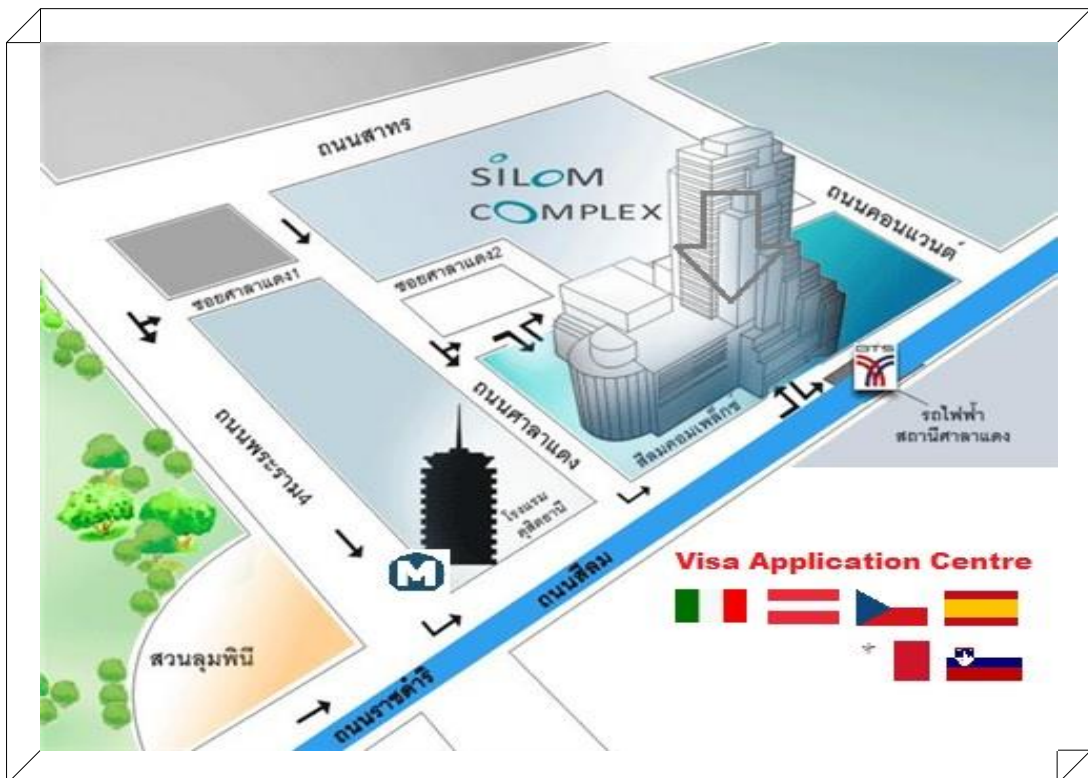 ถนนสาทร
SILOM
COMPLEX
ถนนคอนแวนต์
ซอยศาลาแดง2
ซอยศาลาแดง1
BTS
รถไฟฟ้า
สถานีศาลาแดง
สีลมคอมเพล็กซ์
ถนนศาลาแดง
ถนนพระราม4
โรงแรม
ดุสิตธานี
M
ถนนสีลม
Visa Application Centre
สวนลุมพินี
ถนนราชดำริ